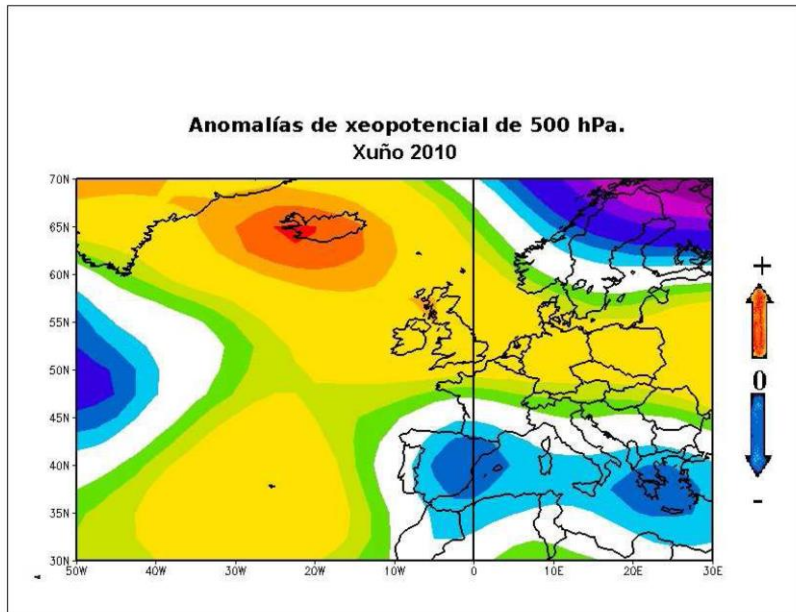 Anomalías de xeopotencial de 500 hPa.
Xuño 2010
70N
65N
60N
55N
50N
45N
40N
35N
30N
50W 40W 30W 20W 10W 0 10E 20E 30E
+
0
-